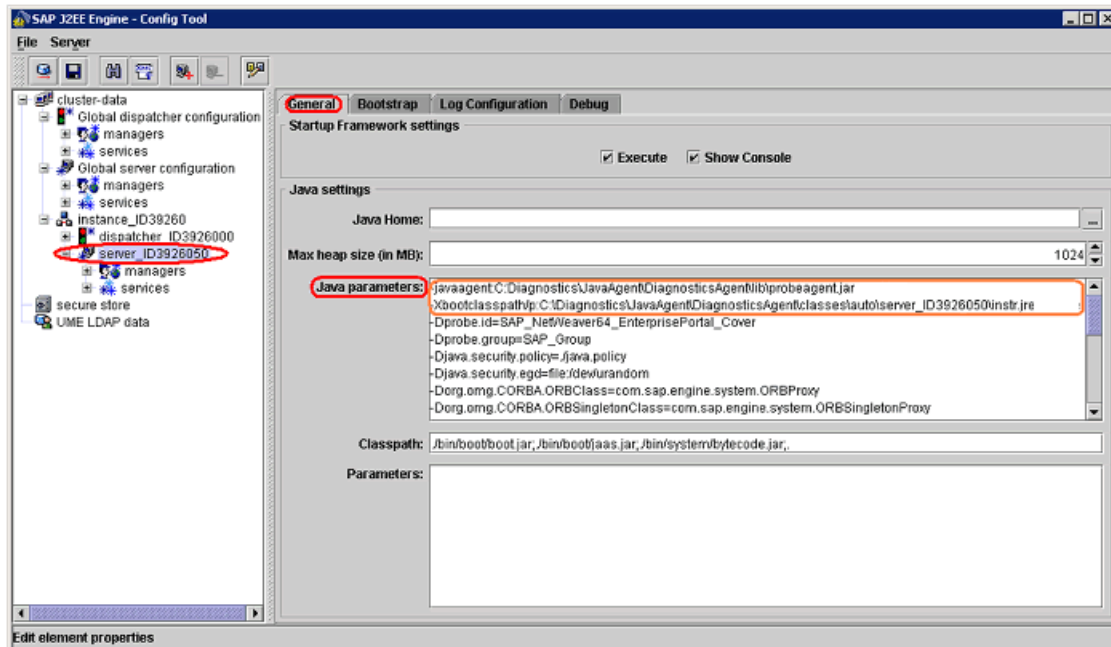 SAP J2EE Engine - Config Tool
File Server
cluster-data
Global dispatcher configuration
managers
services
Global server configuration
managers
services
instance_ID39260
dispatcher_ID3926000
server_ID3926050
managers
services
secure store
UME LDAP data
General Bootstrap Log Configuration Debug
Startup Framework settings
Execute Show Console
Java settings
Java Home: ...
Max heap size (in MB): 1024
Java parameters:
-javaagent:C:\Diagnostics\JavaAgent\DiagnosticsAgent\lib\probeagent.jar
-Xbootclasspath/p:C:\Diagnostics\JavaAgent\DiagnosticsAgent\classes\auto\server_ID3926050\instr.jre
-Dprobe.id=SAP_NetWeaver64_EnterprisePortal_Cover
-Dprobe.group=SAP_Group
-Djava.security.policy=./java.policy
-Djava.security.egd=file:/dev/urandom
-Dorg.omg.CORBA.ORBClass=com.sap.engine.system.ORBProxy
-Dorg.omg.CORBA.ORBSingletonClass=com.sap.engine.system.ORBSingletonProxy
Classpath: ./bin/boot/boot.jar;./bin/boot/jaas.jar;./bin/system/bytecode.jar;.
Parameters:
Edit element properties